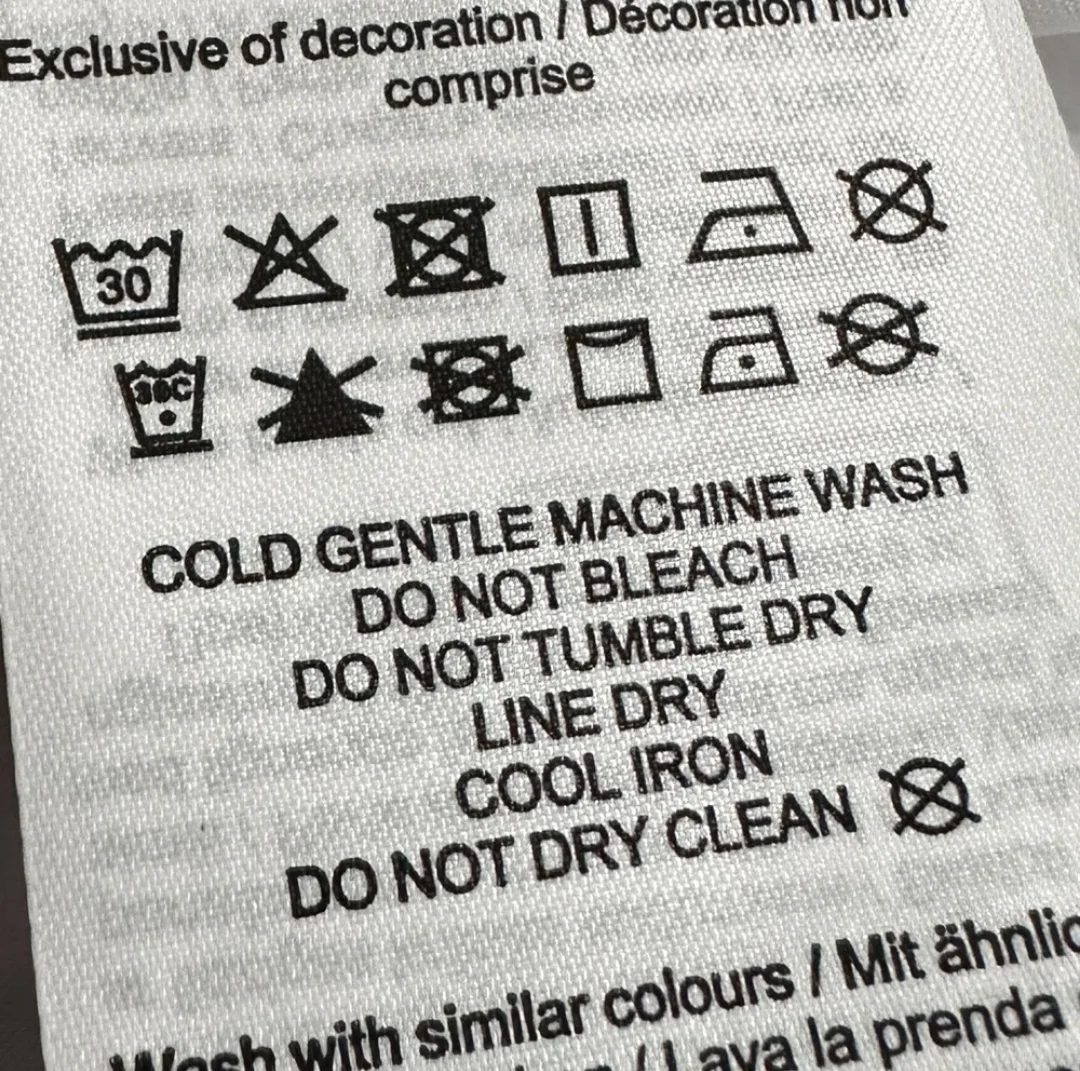 Exclusive of decoration / Décoration non
comprise
30
30C
COLD GENTLE MACHINE WASH
DO NOT BLEACH
DO NOT TUMBLE DRY
LINE DRY
COOL IRON
DO NOT DRY CLEAN
Wash with similar colours / Mit
/ Lava la prenda